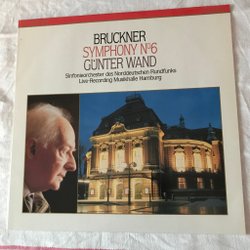 BRUCKNER
SYMPHONY Nº6
GÜNTER WAND
Sinfonieorchester des Norddeutschen Rundfunks
Live-Recording Musikhalle Hamburg